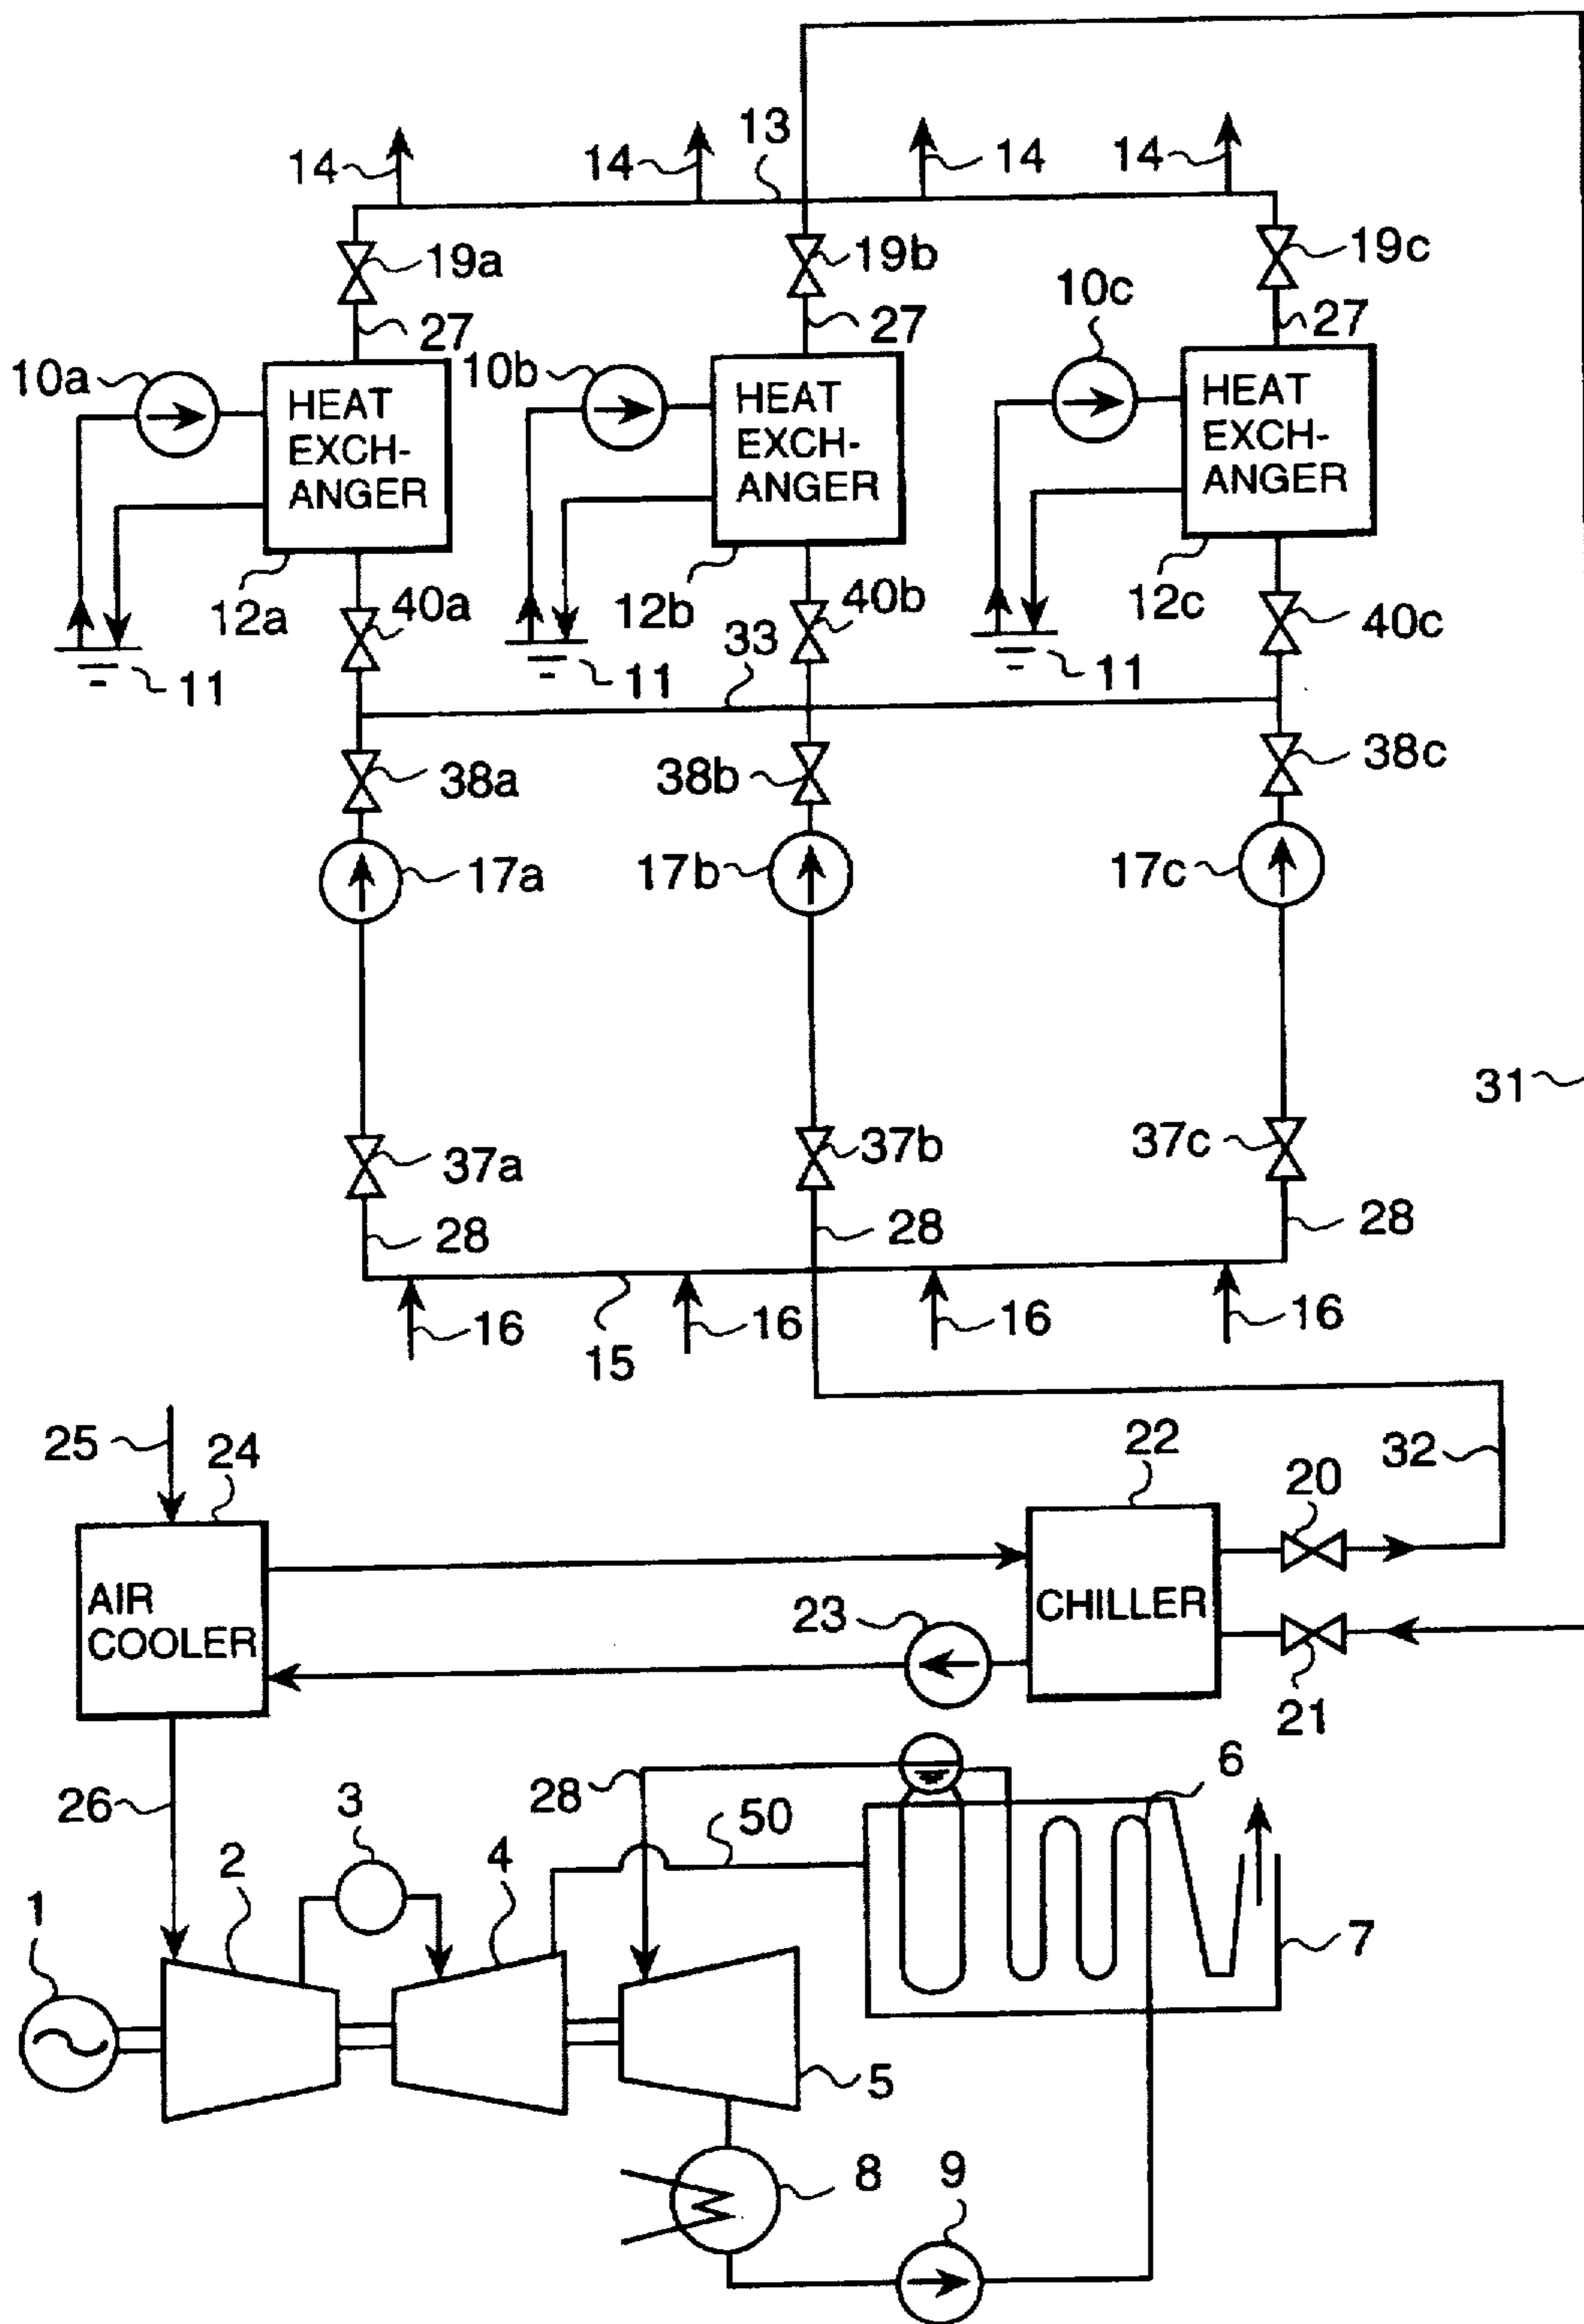 13
14
14
14
14
19a
19b
19c
10c
27
27
27
10a
10b
HEAT
EXCH-
ANGER
HEAT
EXCH-
ANGER
HEAT
EXCH-
ANGER
12a
40a
12b
40b
12c
40c
33
11
11
11
38a
38b
38c
17a
17b
17c
31
37a
37b
37c
28
28
28
16
16
16
16
15
25
24
22
20
32
AIR
COOLER
CHILLER
23
21
26
28
6
3
50
4
2
1
7
5
8
9